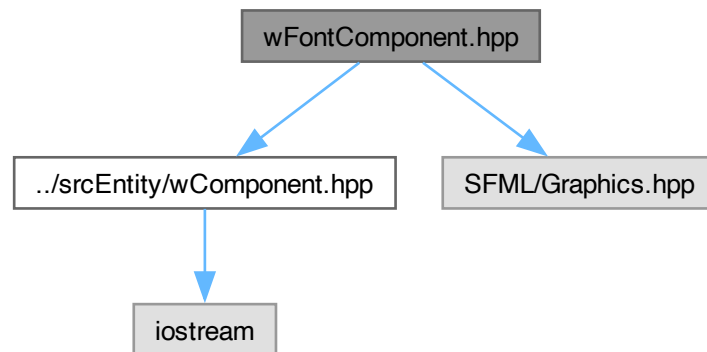 wFontComponent.hpp
../srcEntity/wComponent.hpp
SFML/Graphics.hpp
iostream